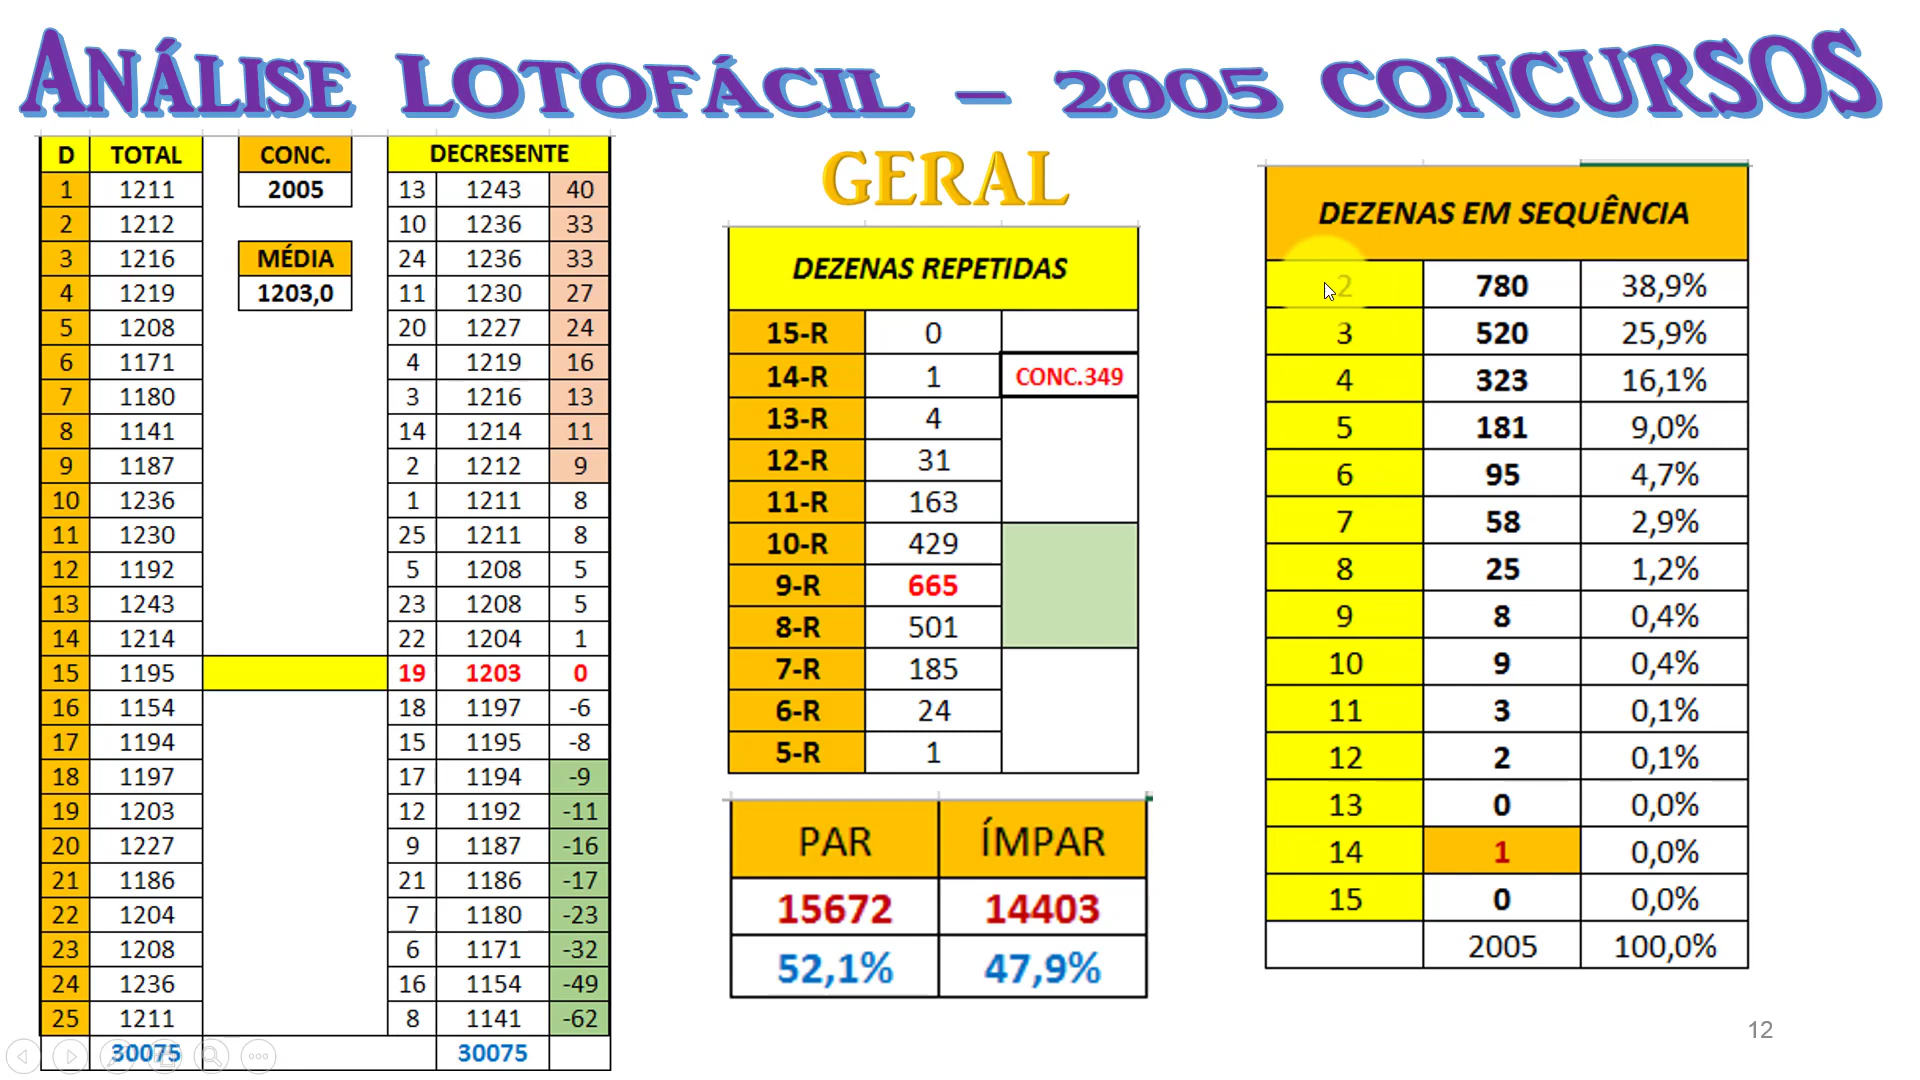 ANÁLISE LOTOFÁCIL – 2005 CONCURSOS
D TOTAL
1 1211
2 1212
3 1216
4 1219
5 1208
6 1171
7 1180
8 1141
9 1187
10 1236
11 1230
12 1192
13 1243
14 1214
15 1195
16 1154
17 1194
18 1197
19 1203
20 1227
21 1186
22 1204
23 1208
24 1236
25 1211
30075
CONC.
2005
MÉDIA
1203,0
DECRESENTE
13 1243 40
10 1236 33
24 1236 33
11 1230 27
20 1227 24
4 1219 16
3 1216 13
14 1214 11
2 1212 9
1 1211 8
25 1211 8
5 1208 5
23 1208 5
22 1204 1
19 1203 0
18 1197 -6
15 1195 -8
17 1194 -9
12 1192 -11
9 1187 -16
21 1186 -17
7 1180 -23
6 1171 -32
16 1154 -49
8 1141 -62
30075
GERAL
DEZENAS REPETIDAS
15-R 0
14-R 1 CONC.349
13-R 4
12-R 31
11-R 163
10-R 429
9-R 665
8-R 501
7-R 185
6-R 24
5-R 1
PAR ÍMPAR
15672 14403
52,1% 47,9%
DEZENAS EM SEQUÊNCIA
2 780 38,9%
3 520 25,9%
4 323 16,1%
5 181 9,0%
6 95 4,7%
7 58 2,9%
8 25 1,2%
9 8 0,4%
10 9 0,4%
11 3 0,1%
12 2 0,1%
13 0 0,0%
14 1 0,0%
15 0 0,0%
2005 100,0%
12